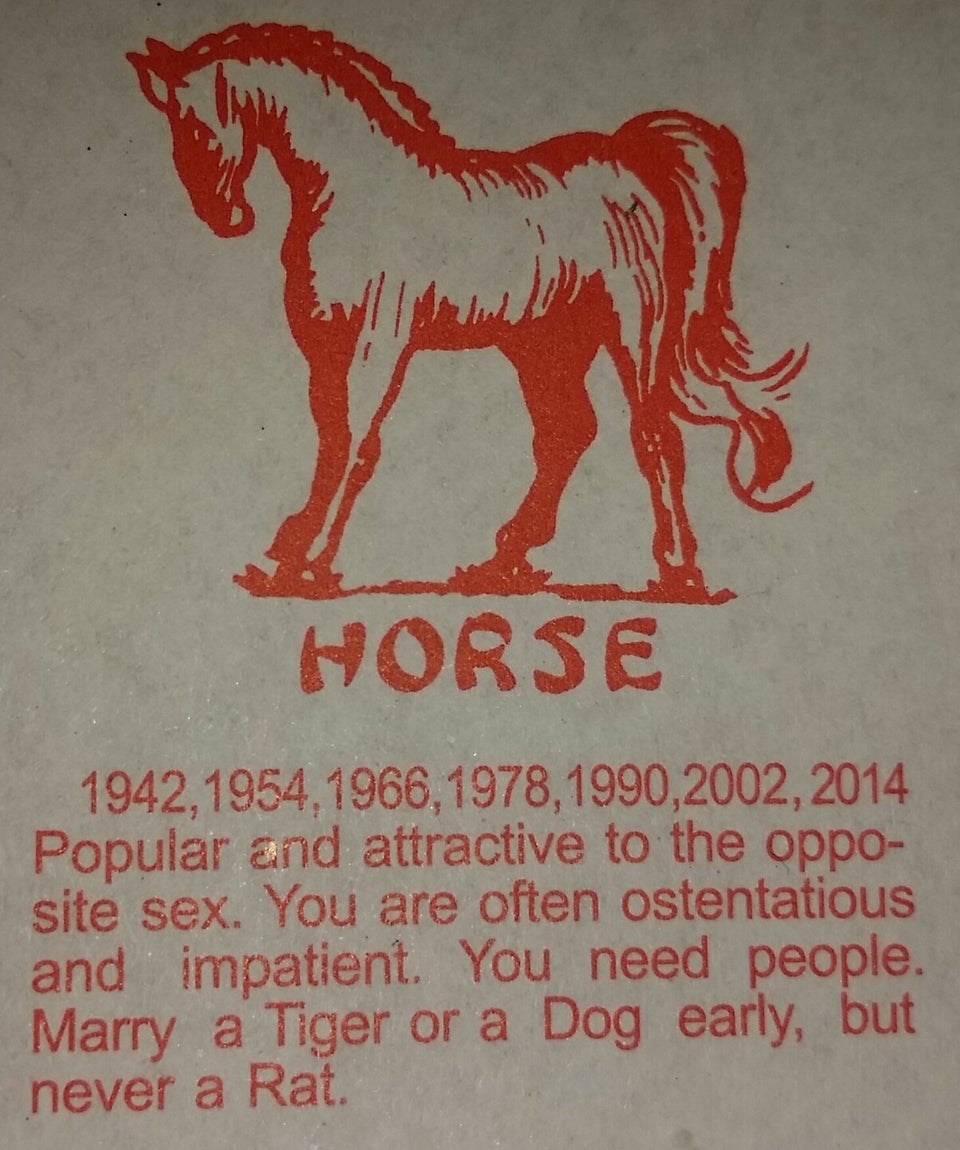 HORSE
1942,1954,1966,1978,1990,2002, 2014
Popular and attractive to the oppo-
site sex. You are often ostentatious
and impatient. You need people.
Marry a Tiger or a Dog early, but
never a Rat.